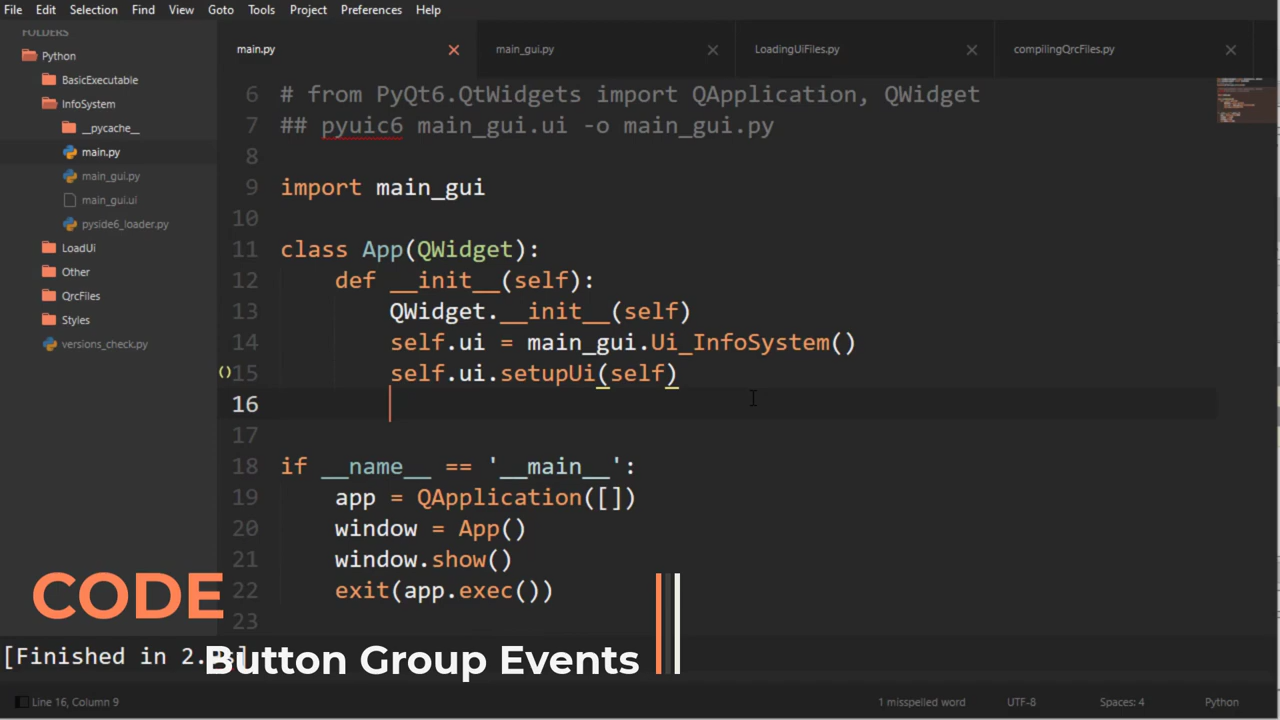 File Edit Selection Find View Goto Tools Project Preferences Help
FOLDERS
Python
BasicExecutable
InfoSystem
__pycache__
main.py
main_gui.py
main_gui.ui
pyside6_loader.py
LoadUi
Other
QrcFiles
Styles
versions_check.py
main.py main_gui.py LoadingUiFiles.py compilingQrcFiles.py
6 # from PyQt6.QtWidgets import QApplication, QWidget
7 ## pyuic6 main_gui.ui -o main_gui.py
8
9 import main_gui
10
11 class App(QWidget):
12 def __init__(self):
13 QWidget.__init__(self)
14 self.ui = main_gui.Ui_InfoSystem()
15 self.ui.setupUi(self)
16
17
18 if __name__ == '__main__':
19 app = QApplication([])
20 window = App()
21 window.show()
22 exit(app.exec())
23
CODE
[Finished in 2.
Button Group Events
Line 16, Column 9 1 misspelled word UTF-8 Spaces: 4 Python